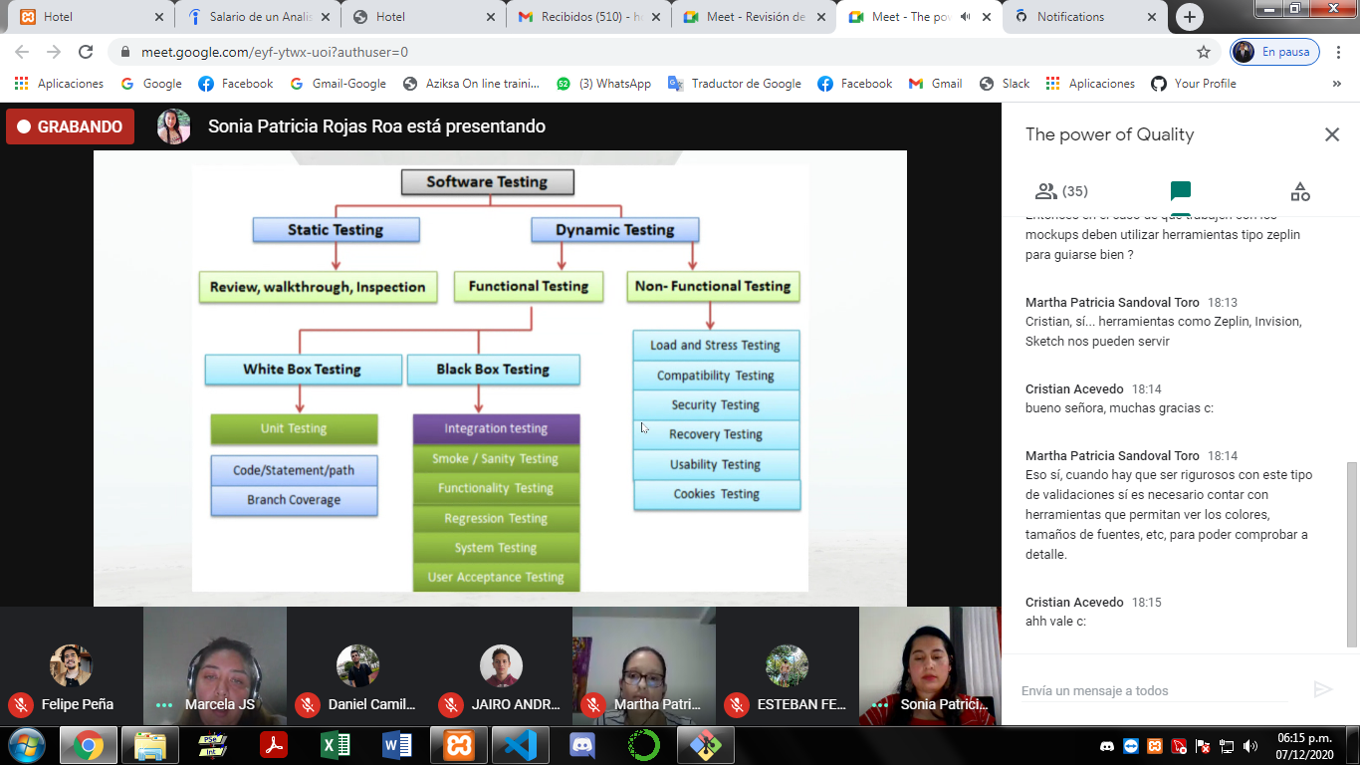 Hotel
Salario de un Analis
Hotel
Recibidos (510) - h
Meet - Revisión de
Meet - The po
Notifications
meet.google.com/eyf-ytwx-uoi?authuser=0
En pausa
Aplicaciones
Google
Facebook
Gmail-Google
Aziksa On line traini...
(3) WhatsApp
Traductor de Google
Facebook
Gmail
Slack
Aplicaciones
Your Profile
»
GRABANDO
Sonia Patricia Rojas Roa está presentando
Software Testing
Static Testing
Dynamic Testing
Review, walkthrough, Inspection
Functional Testing
Non- Functional Testing
White Box Testing
Black Box Testing
Unit Testing
Code/Statement/path
Branch Coverage
Integration testing
Smoke / Sanity Testing
Functionality Testing
Regression Testing
System Testing
User Acceptance Testing
Load and Stress Testing
Compatibility Testing
Security Testing
Recovery Testing
Usability Testing
Cookies Testing
The power of Quality
(35)
Entonces en el caso de que trabajen con los
mockups deben utilizar herramientas tipo zeplin
para guiarse bien ?
Martha Patricia Sandoval Toro 18:13
Cristian, sí... herramientas como Zeplin, Invision,
Sketch nos pueden servir
Cristian Acevedo 18:14
bueno señora, muchas gracias c:
Martha Patricia Sandoval Toro 18:14
Eso sí, cuando hay que ser rigurosos con este tipo
de validaciones sí es necesario contar con
herramientas que permitan ver los colores,
tamaños de fuentes, etc, para poder comprobar a
detalle.
Cristian Acevedo 18:15
ahh vale c:
Envía un mensaje a todos
Felipe Peña
Marcela JS
Daniel Camil...
JAIRO ANDR...
Martha Patri...
ESTEBAN FE...
Sonia Patrici...
06:15 p.m.
07/12/2020